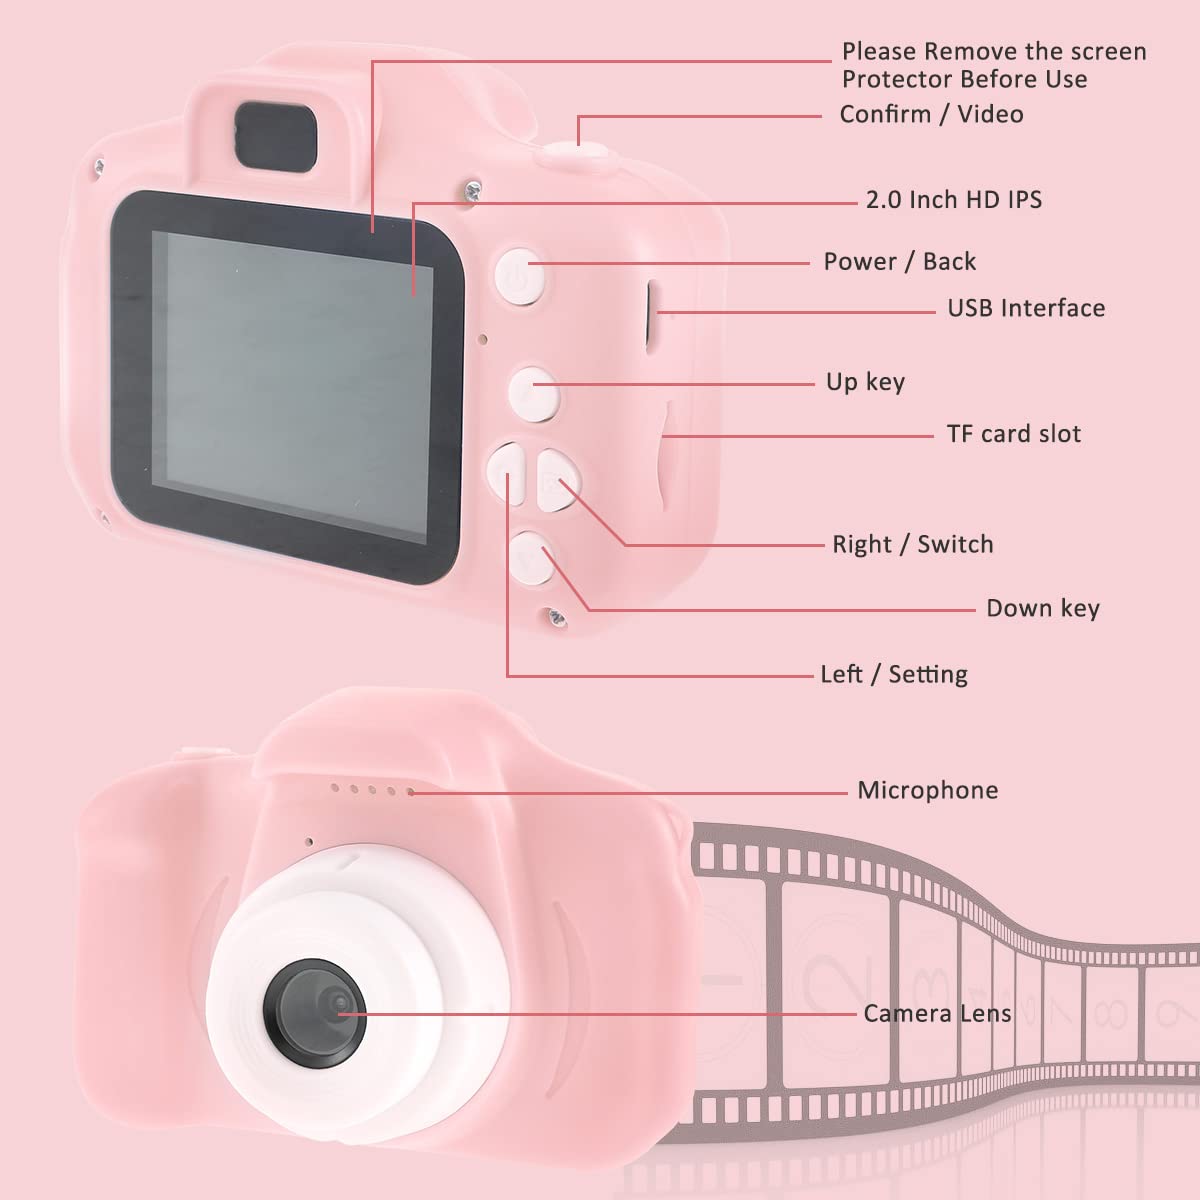 Please Remove the screen
Protector Before Use
Confirm / Video
2.0 Inch HD IPS
Power / Back
USB Interface
Up key
TF card slot
Right / Switch
Down key
Left / Setting
Microphone
Camera Lens